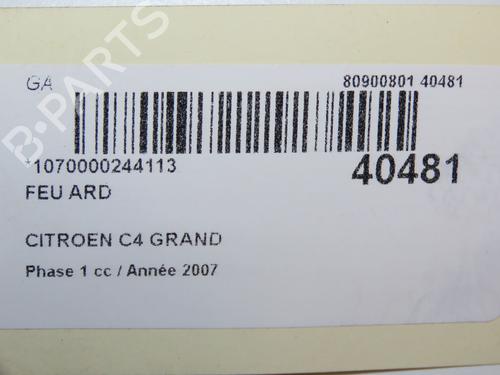 GA
80900801 40481
*1070000244113
40481
FEU ARD
CITROEN C4 GRAND
Phase 1 cc / Année 2007
B-PARTS